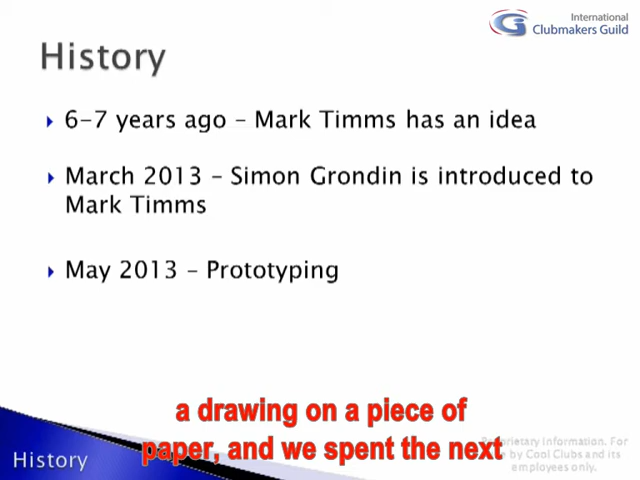 International
Clubmakers Guild
History
6-7 years ago – Mark Timms has an idea
March 2013 – Simon Grondin is introduced to
Mark Timms
May 2013 – Prototyping
a drawing on a piece of
paper, and we spent the next
History
Proprietary Information. For
by Cool Clubs and its
employees only.